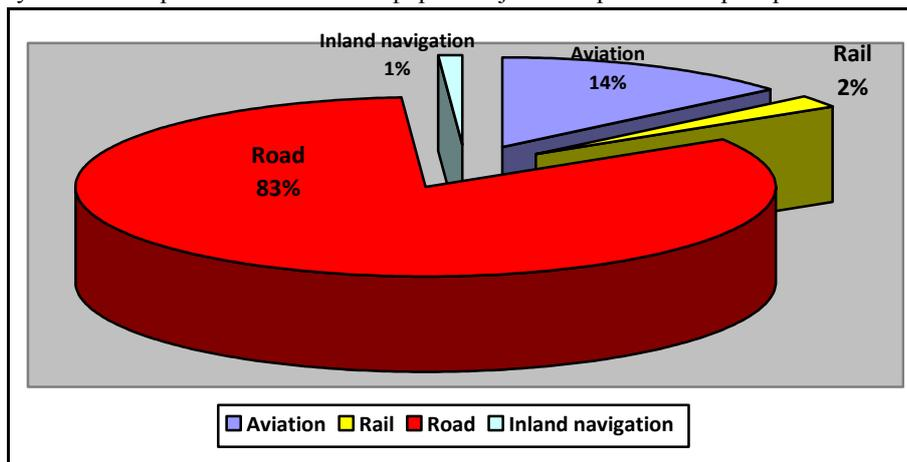 Inland navigation
1%
Aviation
14%
Rail
2%
Road
83%
Aviation Rail Road Inland navigation